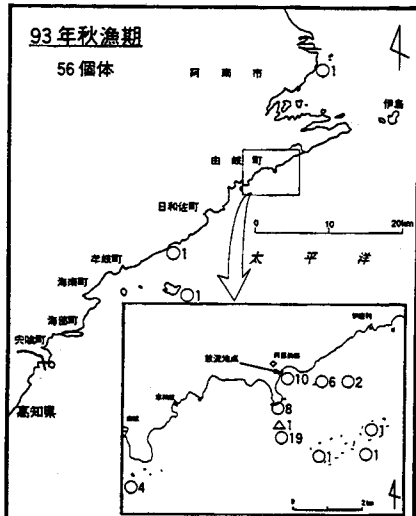 93年秋漁期
56個体
阿南市
1
伊島
由岐町
日和佐町
0 10 20km
太平洋
牟岐町
1
海南町
1
海部町
宍喰町
高知県
放流地点
10 6 2
8
1
19
1
1 1
4
0 2km